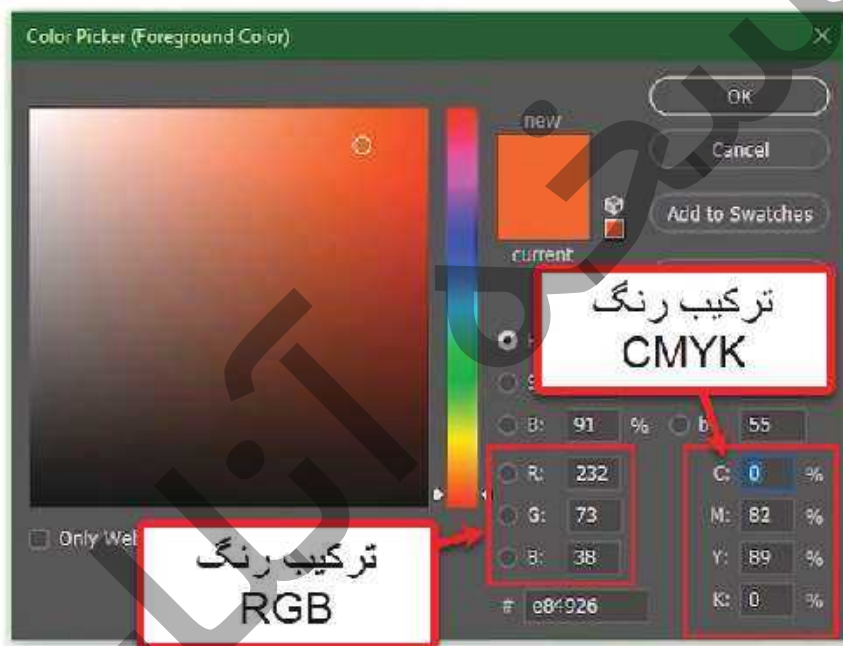 Color Picker (Foreground Color)
new
current
OK
Cancel
Add to Swatches
ترکیب رنگ
CMYK
B: 91 %
b: 55
R: 232
G: 73
B: 38
# e84926
C: 0 %
M: 82 %
Y: 89 %
K: 0 %
Only
ترکیب رنگ
RGB